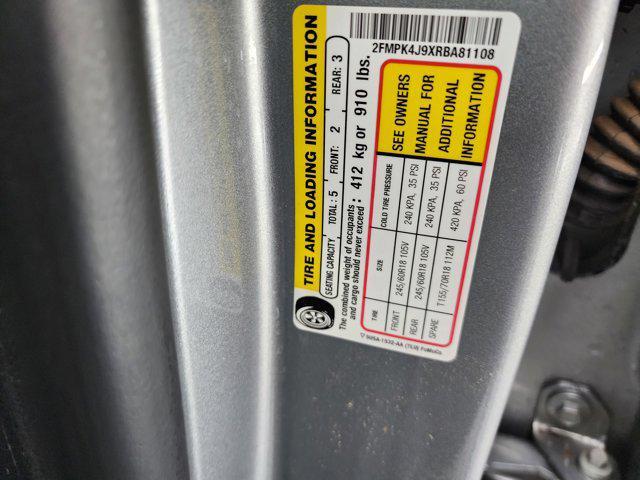 TIRE AND LOADING INFORMATION
SEATING CAPACITY TOTAL: 5 FRONT: 2 REAR: 3
The combined weight of occupants and cargo should never exceed: 412 kg or 910 lbs.
TIRE SIZE COLD TIRE PRESSURE
FRONT 245/60R18 105V 240 KPA, 35 PSI
REAR 245/60R18 105V 240 KPA, 35 PSI
SPARE T155/70R18 112M 420 KPA, 60 PSI
SEE OWNERS
MANUAL FOR
ADDITIONAL
INFORMATION
2FMPK4J9XRBA81108